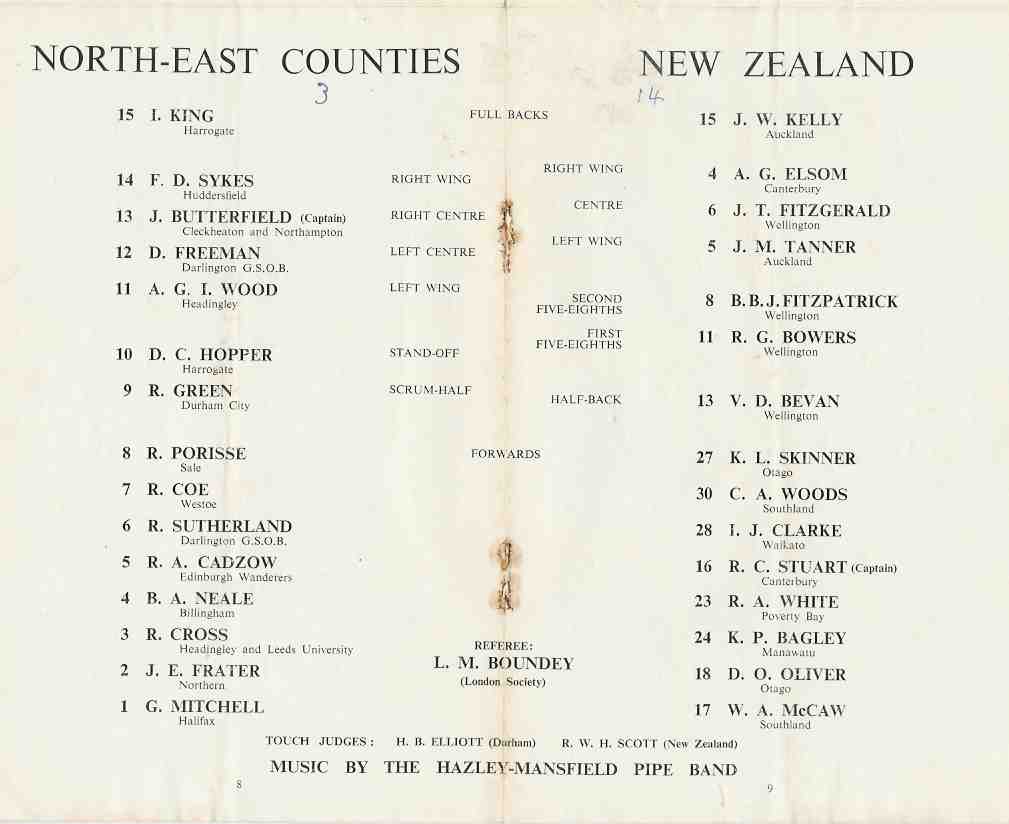 NORTH-EAST COUNTIES
3
15 I. KING
Harrogate
14 F. D. SYKES
Huddersfield
13 J. BUTTERFIELD (Captain)
Cleckheaton and Northampton
12 D. FREEMAN
Darlington G.S.O.B.
11 A. G. I. WOOD
Headingley
10 D. C. HOPPER
Harrogate
9 R. GREEN
Durham City
8 R. PORISSE
Sale
7 R. COE
Westoe
6 R. SUTHERLAND
Darlington G.S.O.B.
5 R. A. CADZOW
Edinburgh Wanderers
4 B. A. NEALE
Billingham
3 R. CROSS
Headingley and Leeds University
2 J. E. FRATER
Northern
1 G. MITCHELL
Halifax
FULL BACKS
RIGHT WING
RIGHT CENTRE
LEFT CENTRE
LEFT WING
STAND-OFF
SCRUM-HALF
RIGHT WING
CENTRE
LEFT WING
SECOND
FIVE-EIGHTHS
FIRST
FIVE-EIGHTHS
HALF-BACK
FORWARDS
REFEREE:
L. M. BOUNDEY
(London Society)
NEW ZEALAND
14
15 J. W. KELLY
Auckland
4 A. G. ELSOM
Canterbury
6 J. T. FITZGERALD
Wellington
5 J. M. TANNER
Auckland
8 B.B.J.FITZPATRICK
Wellington
11 R. G. BOWERS
Wellington
13 V. D. BEVAN
Wellington
27 K. L. SKINNER
Otago
30 C. A. WOODS
Southland
28 I. J. CLARKE
Waikato
16 R. C. STUART (Captain)
Canterbury
23 R. A. WHITE
Poverty Bay
24 K. P. BAGLEY
Manawatu
18 D. O. OLIVER
Otago
17 W. A. McCAW
Southland
TOUCH JUDGES : H. B. ELLIOTT (Durham) R. W. H. SCOTT (New Zealand)
MUSIC BY THE HAZLEY-MANSFIELD PIPE BAND
8
9